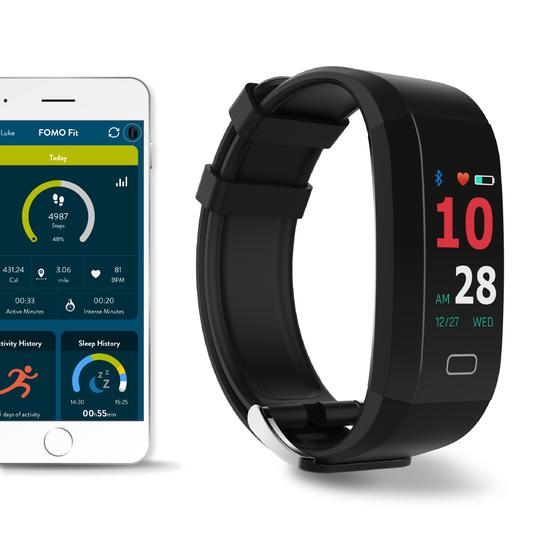 Luke FOMO Fit
Today
4987
Steps
49%
431.24
Cal
3.06
mile
81
BPM
00:33
Active Minutes
00:20
Intense Minutes
ctivity History
days of activity
Sleep History
Z Z Z
14:30 15:25
00h55min
10
AM 28
12/27 WED